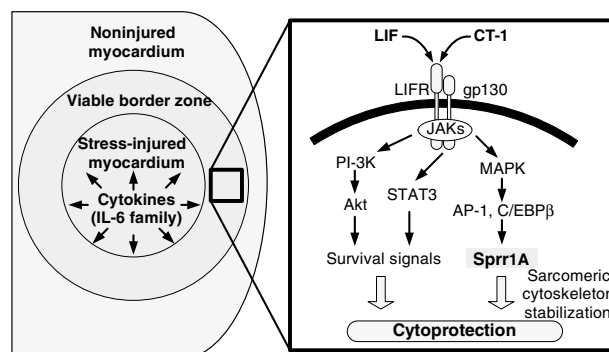 Noninjured
myocardium
Viable border zone
Stress-injured
myocardium
Cytokines
(IL-6 family)
LIF
CT-1
LIFR
gp130
JAKs
PI-3K
MAPK
Akt
STAT3
AP-1, C/EBPβ
Survival signals
Sprr1A
Sarcomeric
cytoskeleton
stabilization
Cytoprotection